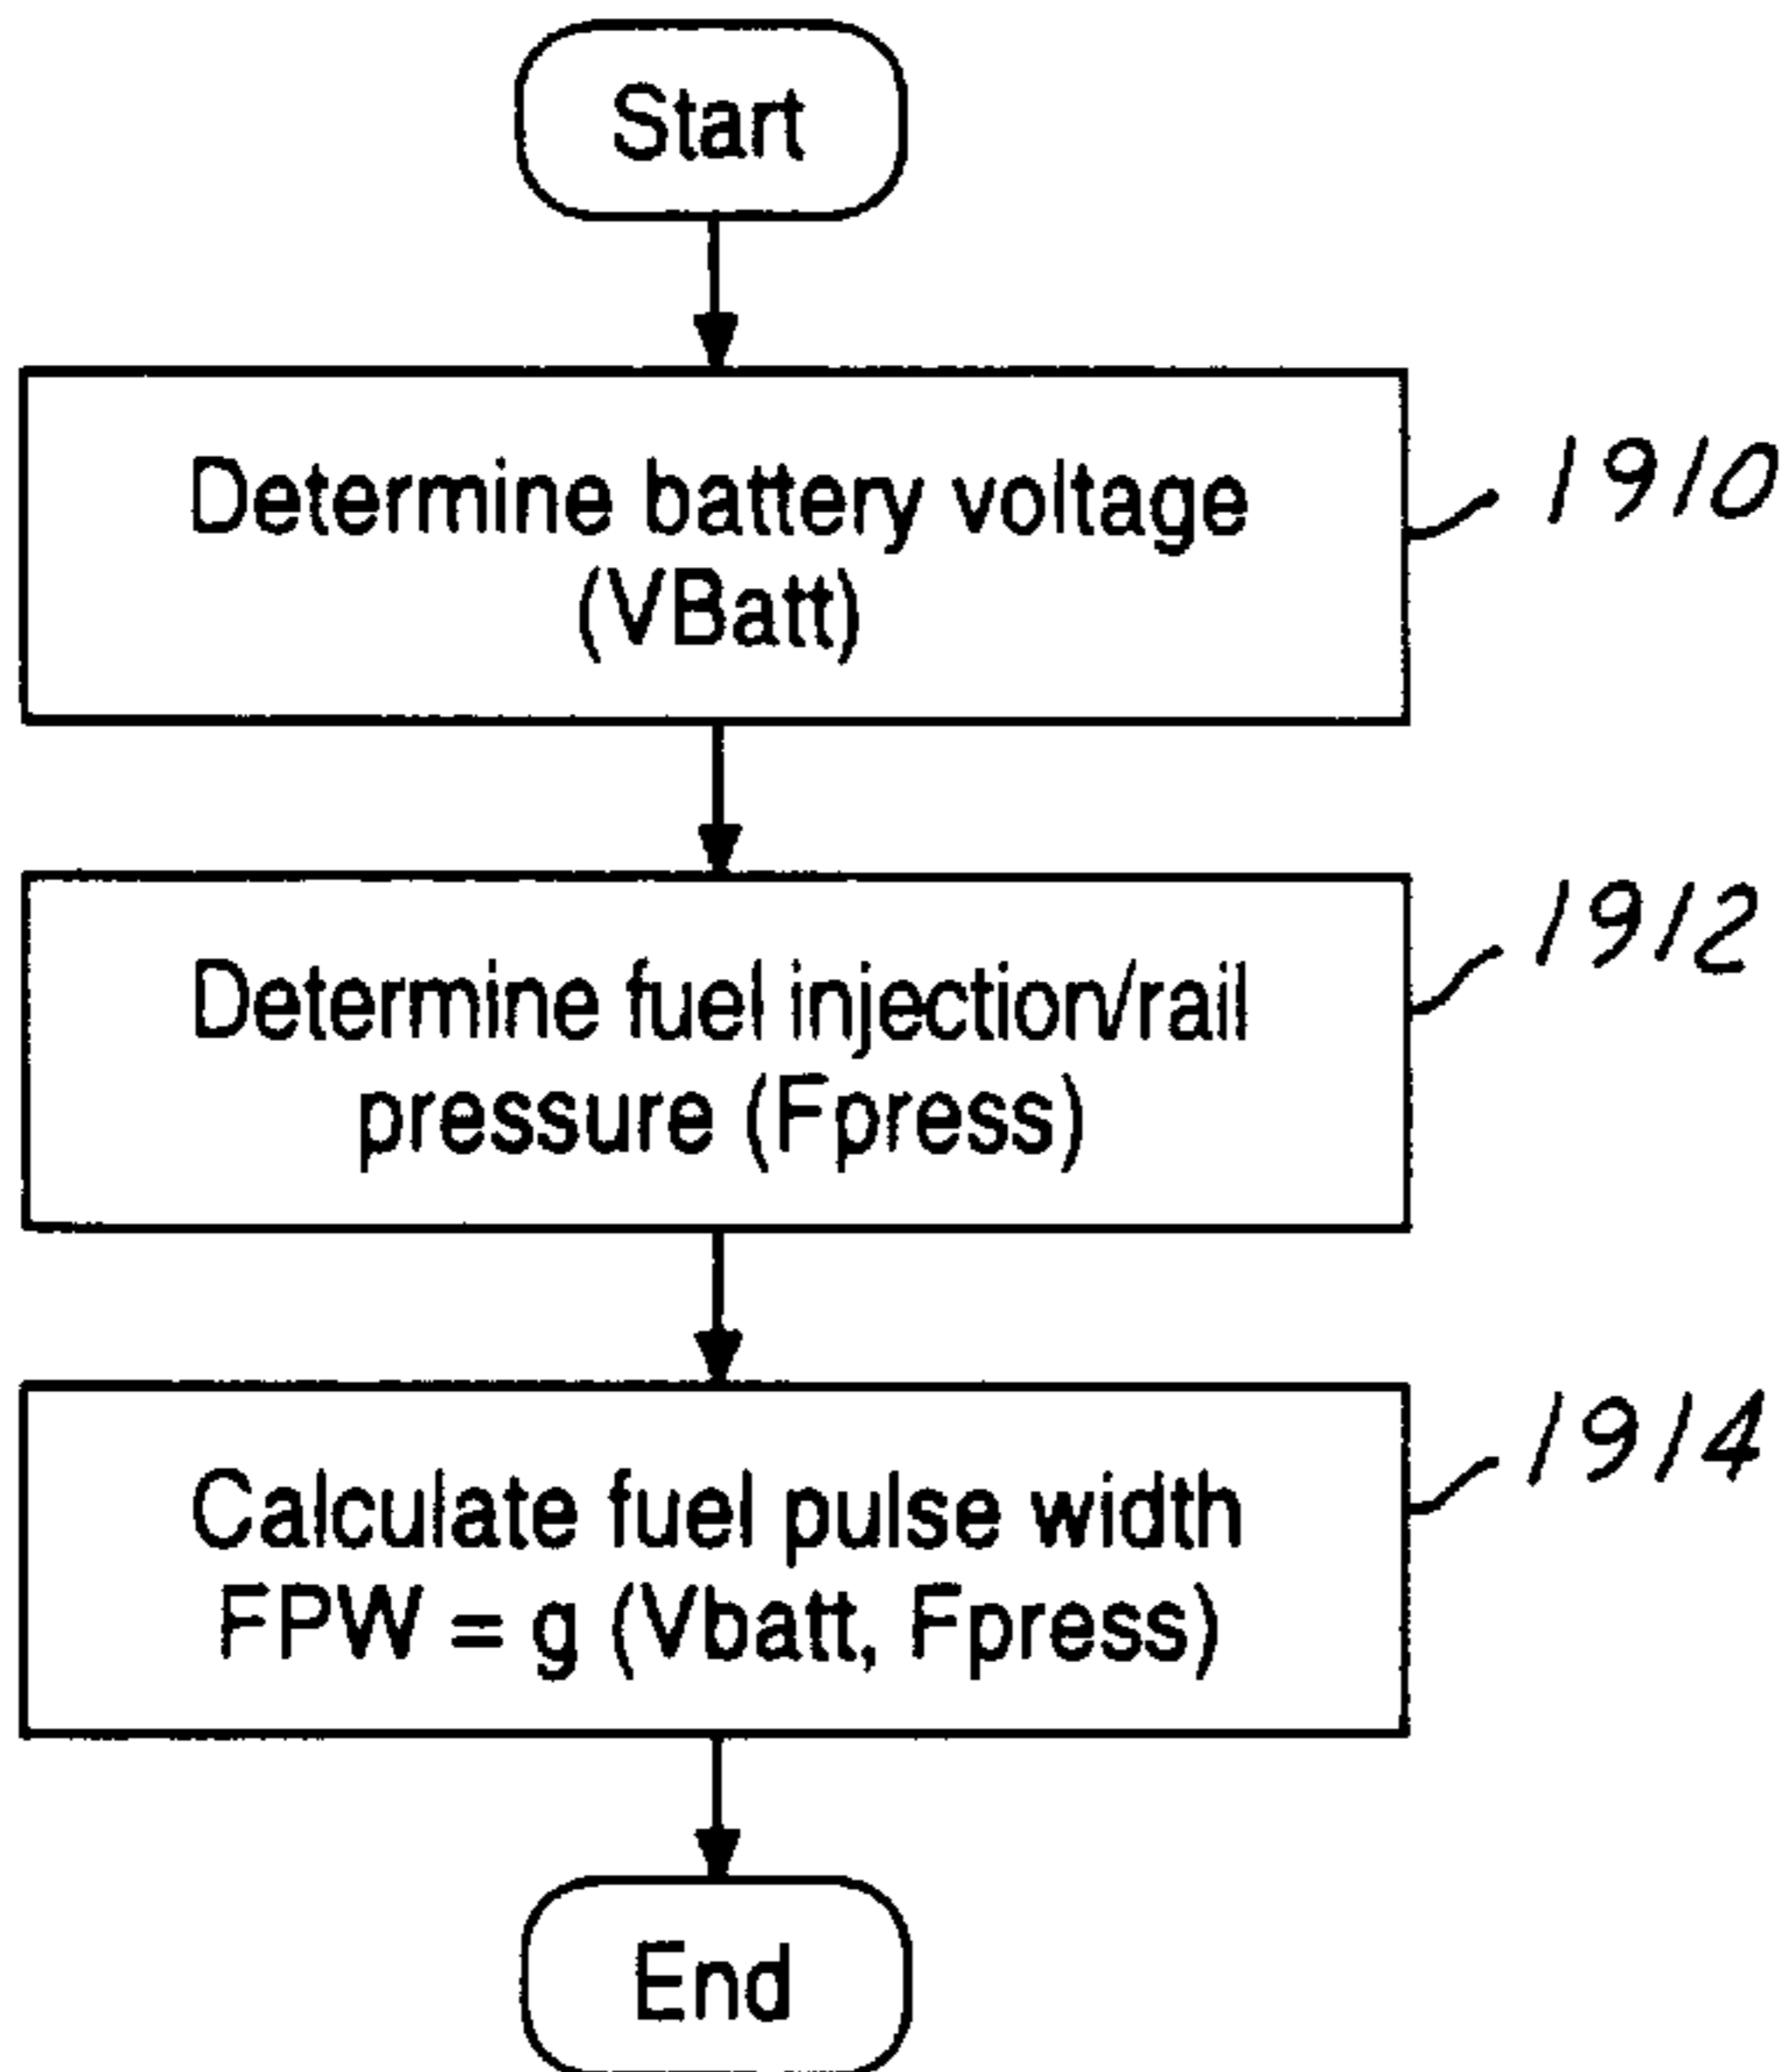 Start
Determine battery voltage
(VBatt)
1910
Determine fuel injection/rail
pressure (Fpress)
1912
Calculate fuel pulse width
FPW = g (Vbatt, Fpress)
1914
End